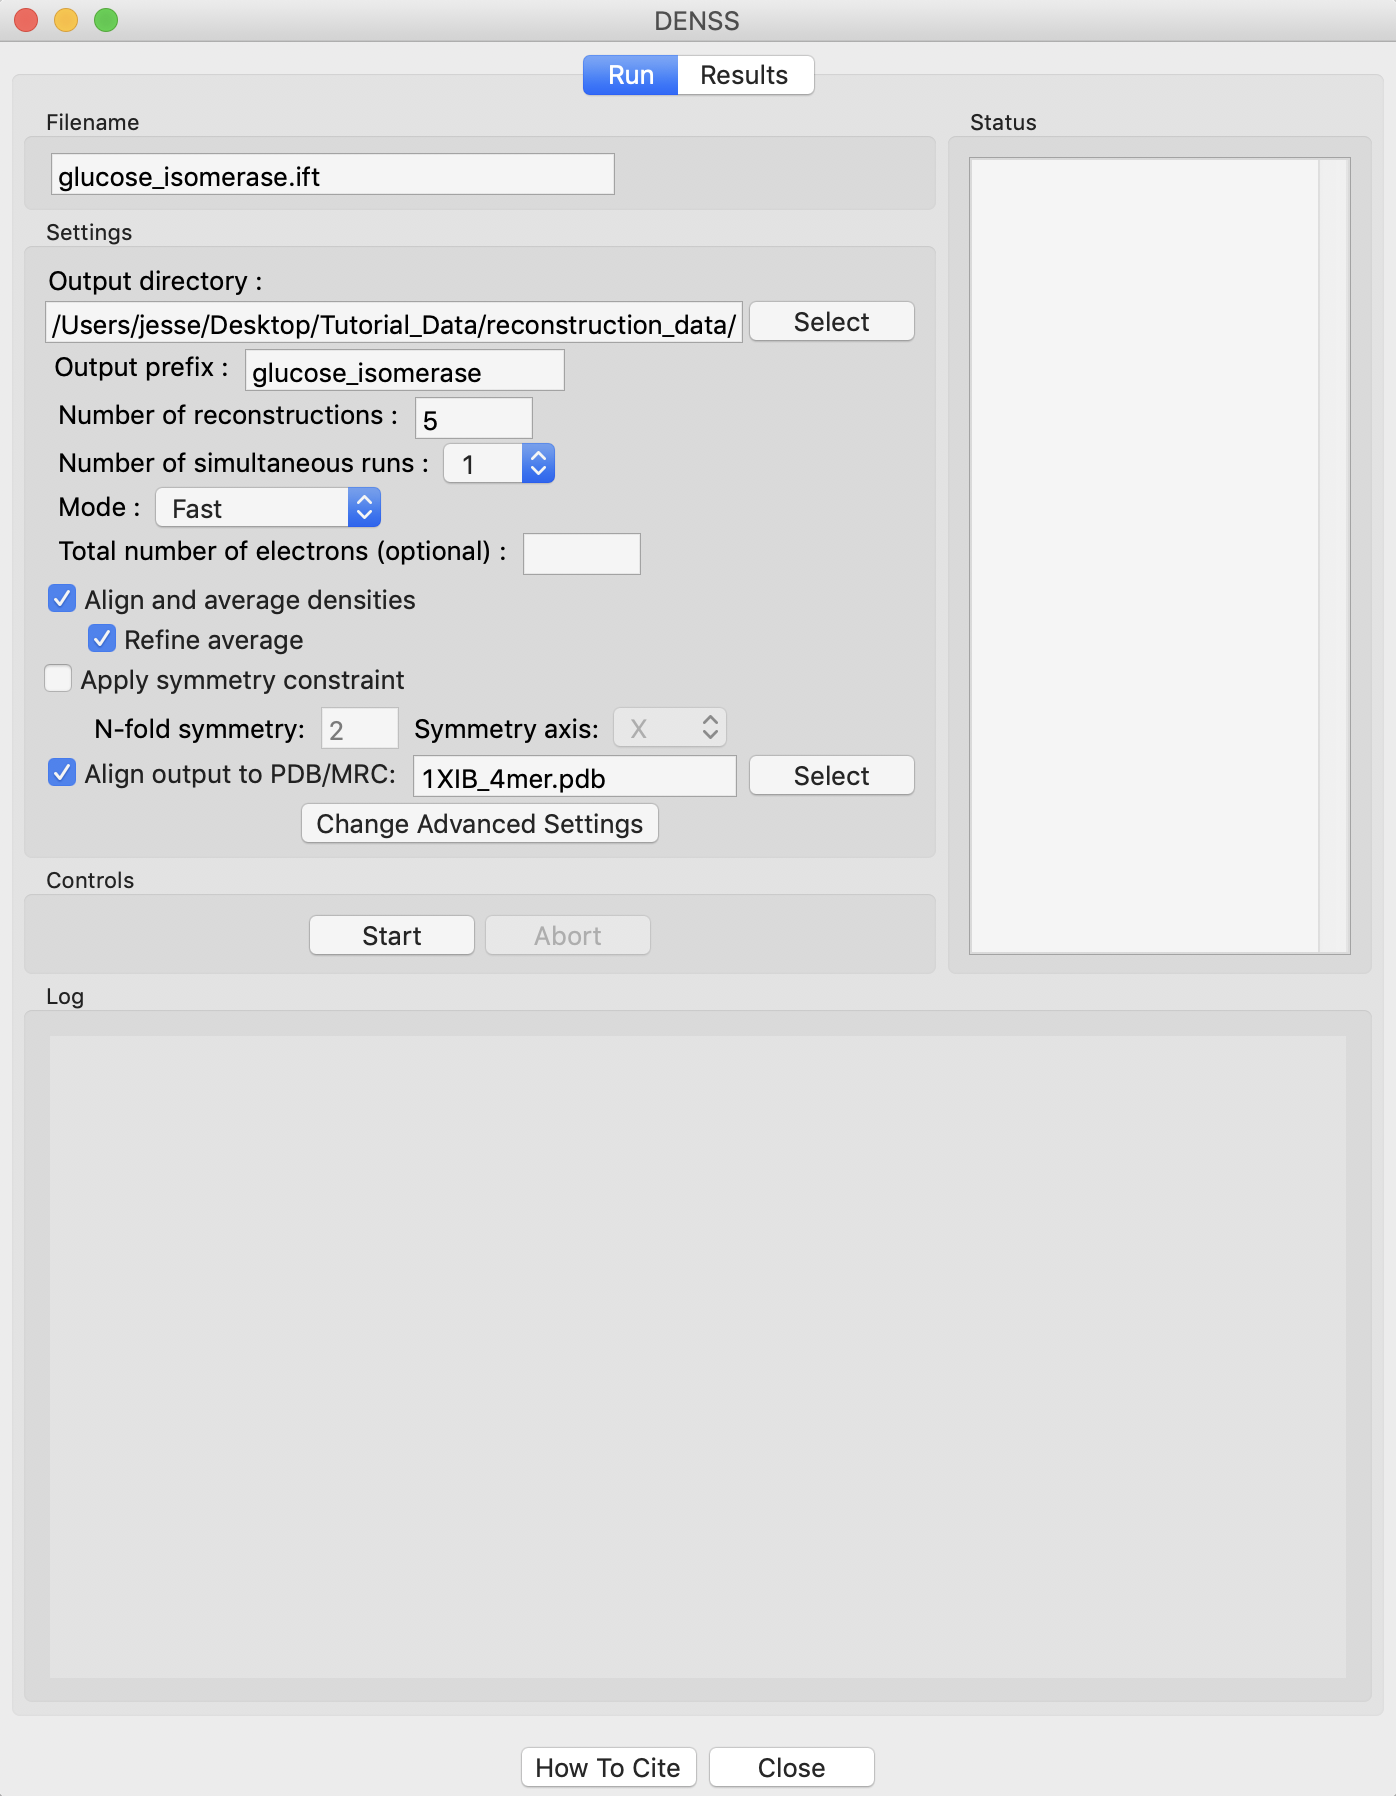 DENSS
Run Results
Filename
glucose_isomerase.ift
Settings
Output directory :
/Users/jesse/Desktop/Tutorial_Data/reconstruction_data/ Select
Output prefix : glucose_isomerase
Number of reconstructions : 5
Number of simultaneous runs : 1
Mode : Fast
Total number of electrons (optional) :
Align and average densities
Refine average
Apply symmetry constraint
N-fold symmetry: 2 Symmetry axis: X
Align output to PDB/MRC: 1XIB_4mer.pdb Select
Change Advanced Settings
Controls
Start Abort
Status
Log
How To Cite Close